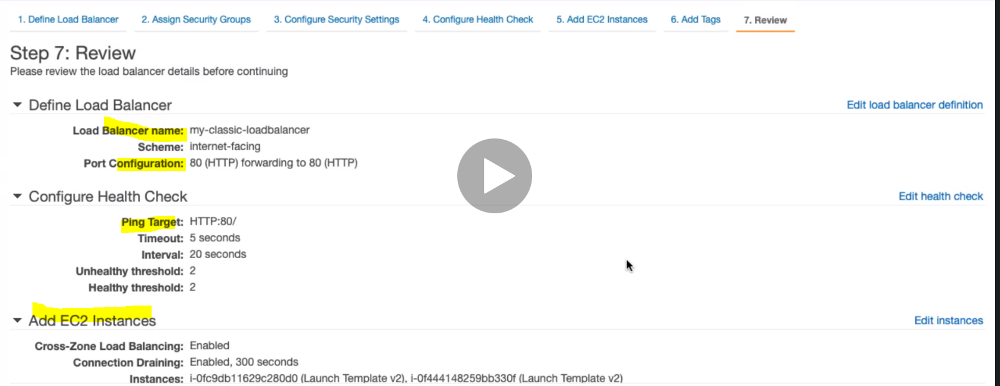 1. Define Load Balancer 2. Assign Security Groups 3. Configure Security Settings 4. Configure Health Check 5. Add EC2 Instances 6. Add Tags 7. Review
Step 7: Review
Please review the load balancer details before continuing
Define Load Balancer Edit load balancer definition
Load Balancer name: my-classic-loadbalancer
Scheme: internet-facing
Port Configuration: 80 (HTTP) forwarding to 80 (HTTP)
Configure Health Check Edit health check
Ping Target: HTTP:80/
Timeout: 5 seconds
Interval: 20 seconds
Unhealthy threshold: 2
Healthy threshold: 2
Add EC2 Instances Edit instances
Cross-Zone Load Balancing: Enabled
Connection Draining: Enabled, 300 seconds
Instances: i-0fc9db11629c280d0 (Launch Template v2), i-0f444148259bb330f (Launch Template v2)